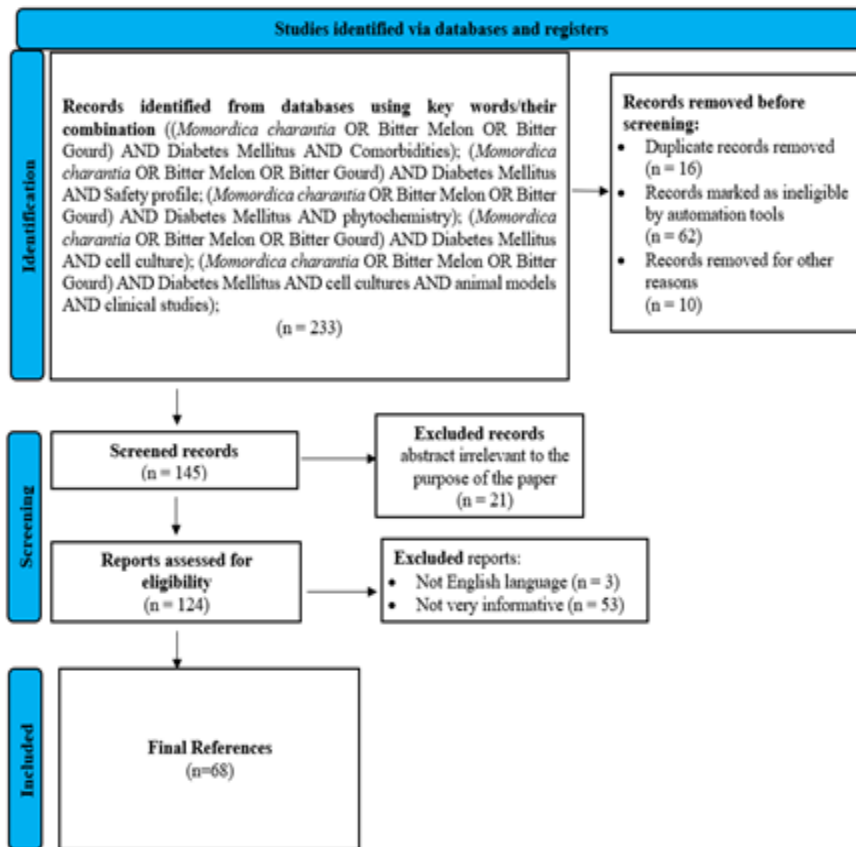 Studies identified via databases and registers
Identification
Records identified from databases using key words/their
combination ((Momordica charantia OR Bitter Melon OR Bitter
Gourd) AND Diabetes Mellitus AND Comorbidities); (Momordica
charantia OR Bitter Melon OR Bitter Gourd) AND Diabetes Mellitus
AND Safety profile; (Momordica charantia OR Bitter Melon OR Bitter
Gourd) AND Diabetes Mellitus AND phytochemistry); (Momordica
charantia OR Bitter Melon OR Bitter Gourd) AND Diabetes Mellitus
AND cell culture); (Momordica charantia OR Bitter Melon OR Bitter
Gourd) AND Diabetes Mellitus AND cell cultures AND animal models
AND clinical studies);
(n = 233)
Records removed before
screening:
• Duplicate records removed
(n = 16)
• Records marked as ineligible
by automation tools
(n = 62)
• Records removed for other
reasons
(n = 10)
Screening
Screened records
(n = 145)
Excluded records
abstract irrelevant to the
purpose of the paper
(n = 21)
Reports assessed for
eligibility
(n = 124)
Excluded reports:
• Not English language (n = 3)
• Not very informative (n = 53)
Included
Final References
(n=68)